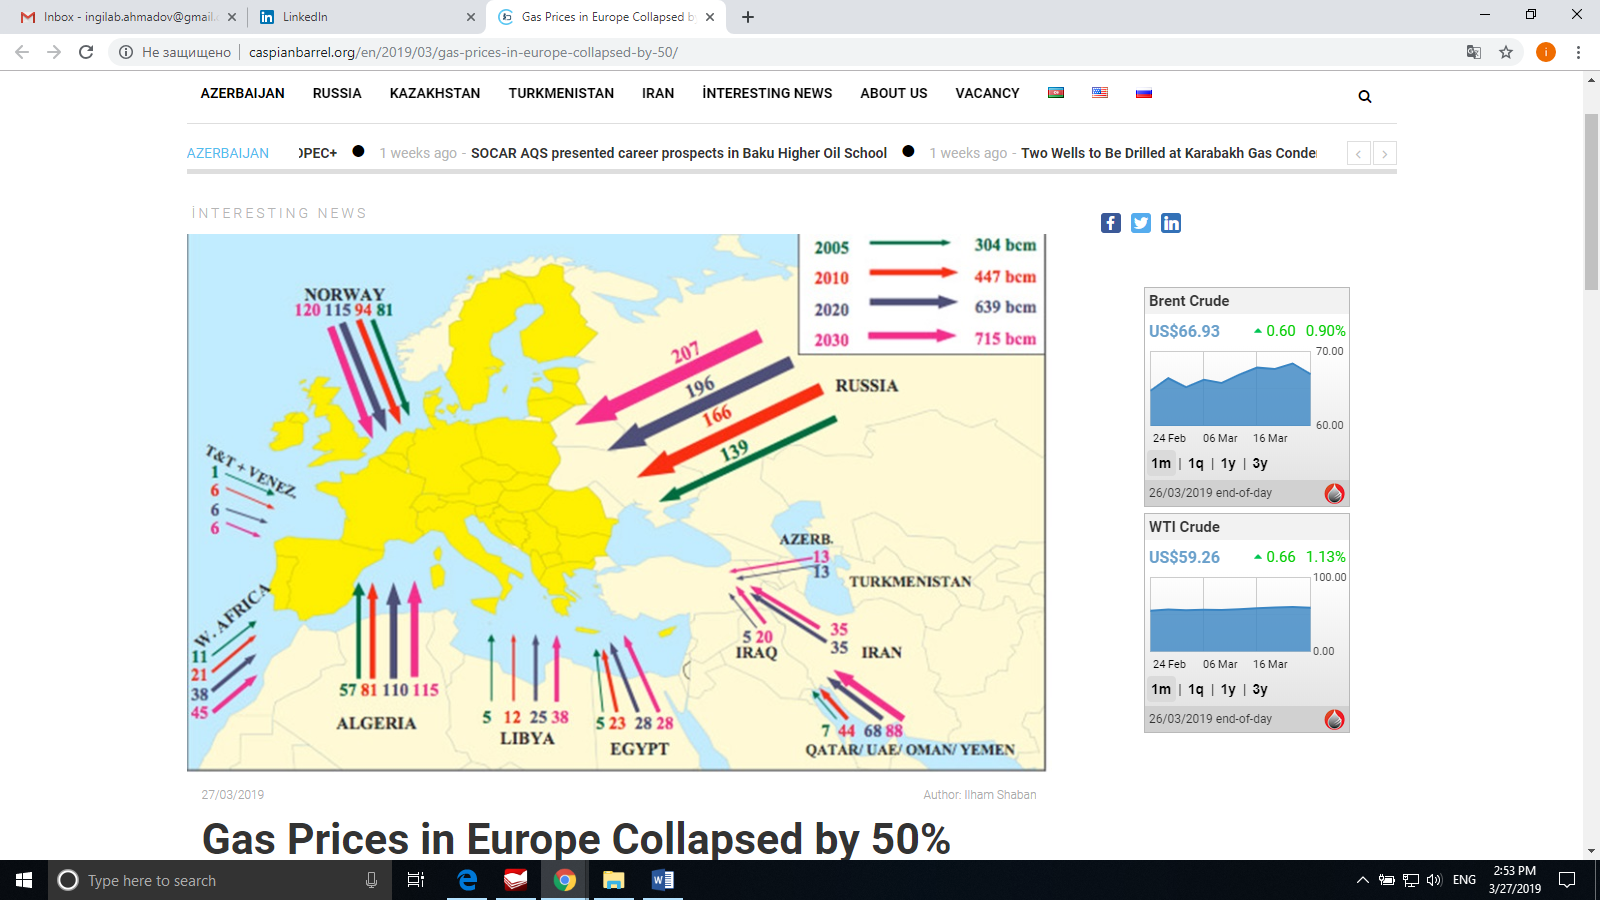 Inbox - ingilab.ahmadov@gmail.
LinkedIn
Gas Prices in Europe Collapsed b
Не защищено | caspianbarrel.org/en/2019/03/gas-prices-in-europe-collapsed-by-50/
i
AZERBAIJAN RUSSIA KAZAKHSTAN TURKMENISTAN IRAN İNTERESTING NEWS ABOUT US VACANCY
AZERBAIJAN OPEC+ ● 1 weeks ago - SOCAR AQS presented career prospects in Baku Higher Oil School ● 1 weeks ago - Two Wells to Be Drilled at Karabakh Gas Conde
İNTERESTING NEWS
2005 304 bcm
2010 447 bcm
2020 639 bcm
2030 715 bcm
NORWAY
120 115 94 81
207
196
166
139
RUSSIA
T&T + VENEZ.
1
6
6
6
AZERB.
13
13
TURKMENISTAN
W. AFRICA
11
21
38
45
57 81 110 115
ALGERIA
5 12 25 38
LIBYA
5 23 28 28
EGYPT
5 20
IRAQ
35
35
IRAN
7 44 68 88
QATAR/ UAE/ OMAN/ YEMEN
27/03/2019
Author: Ilham Shaban
Gas Prices in Europe Collapsed by 50%
Brent Crude
US$66.93 0.60 0.90%
70.00
60.00
24 Feb 06 Mar 16 Mar
1m | 1q | 1y | 3y
26/03/2019 end-of-day
WTI Crude
US$59.26 0.66 1.13%
100.00
0.00
24 Feb 06 Mar 16 Mar
1m | 1q | 1y | 3y
26/03/2019 end-of-day
Type here to search
ENG
2:53 PM
3/27/2019